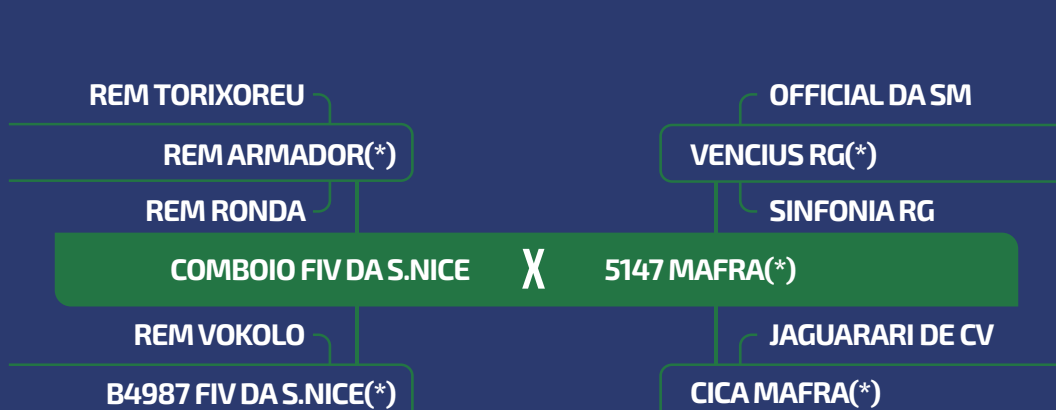 REM TORIXOREU
OFFICIAL DA SM
REM ARMADOR(*)
VENCIUS RG(*)
REM RONDA
SINFONIA RG
COMBOIO FIV DA S.NICE X 5147 MAFRA(*)
REM VOKOLO
JAGUARARI DE CV
B4987 FIV DA S.NICE(*)
CICA MAFRA(*)